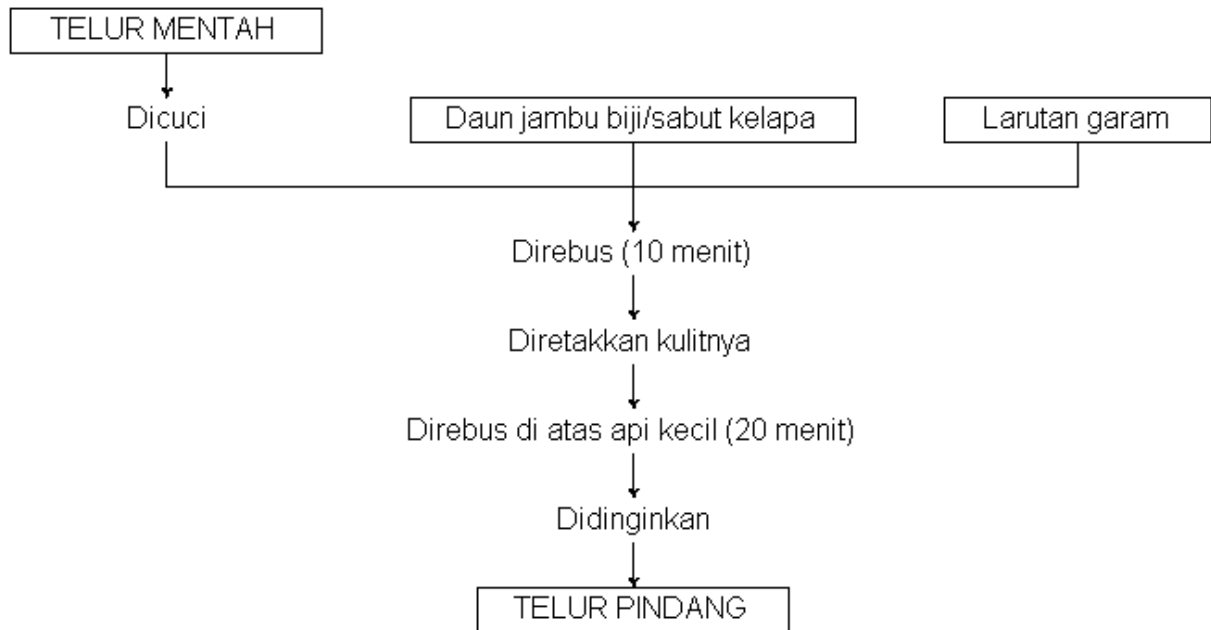 TELUR MENTAH
Dicuci
Daun jambu biji/sabut kelapa
Larutan garam
Direbus (10 menit)
Diretakkan kulitnya
Direbus di atas api kecil (20 menit)
Didinginkan
TELUR PINDANG